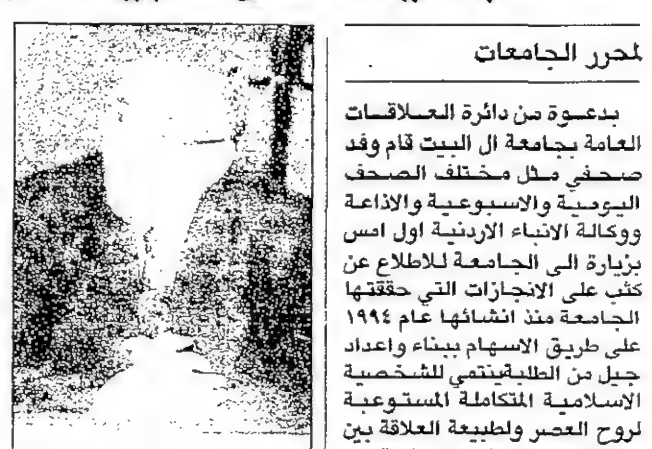 لمحرر الجامعات
بدعوة من دائرة العلاقات
العامة بجامعة ال البيت قام وفد
صحفي مثل مختلف الصحف
اليومية والاسبوعية والاذاعة
ووكالة الانباء الاردنية اول امس
بزيارة الى الجامعة للاطلاع عن
كثب على الانجازات التي حققتها
الجامعة منذ انشائها عام ١٩٩٤
على طريق الاسهام ببناء واعداد
جيل من الطلبةينتمي للشخصية
الاسلامية المتكاملة المستوعبة
لروح العصر ولطبيعة العلاقة بين